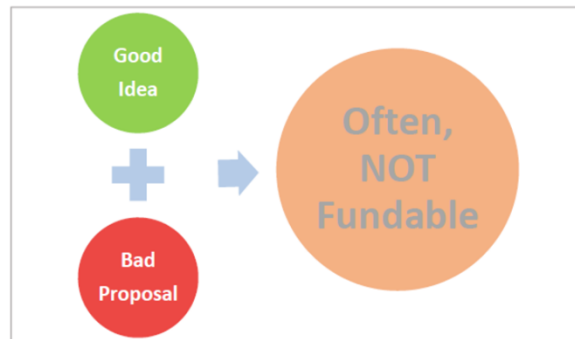 Good
Idea
Bad
Proposal
Often,
NOT
Fundable